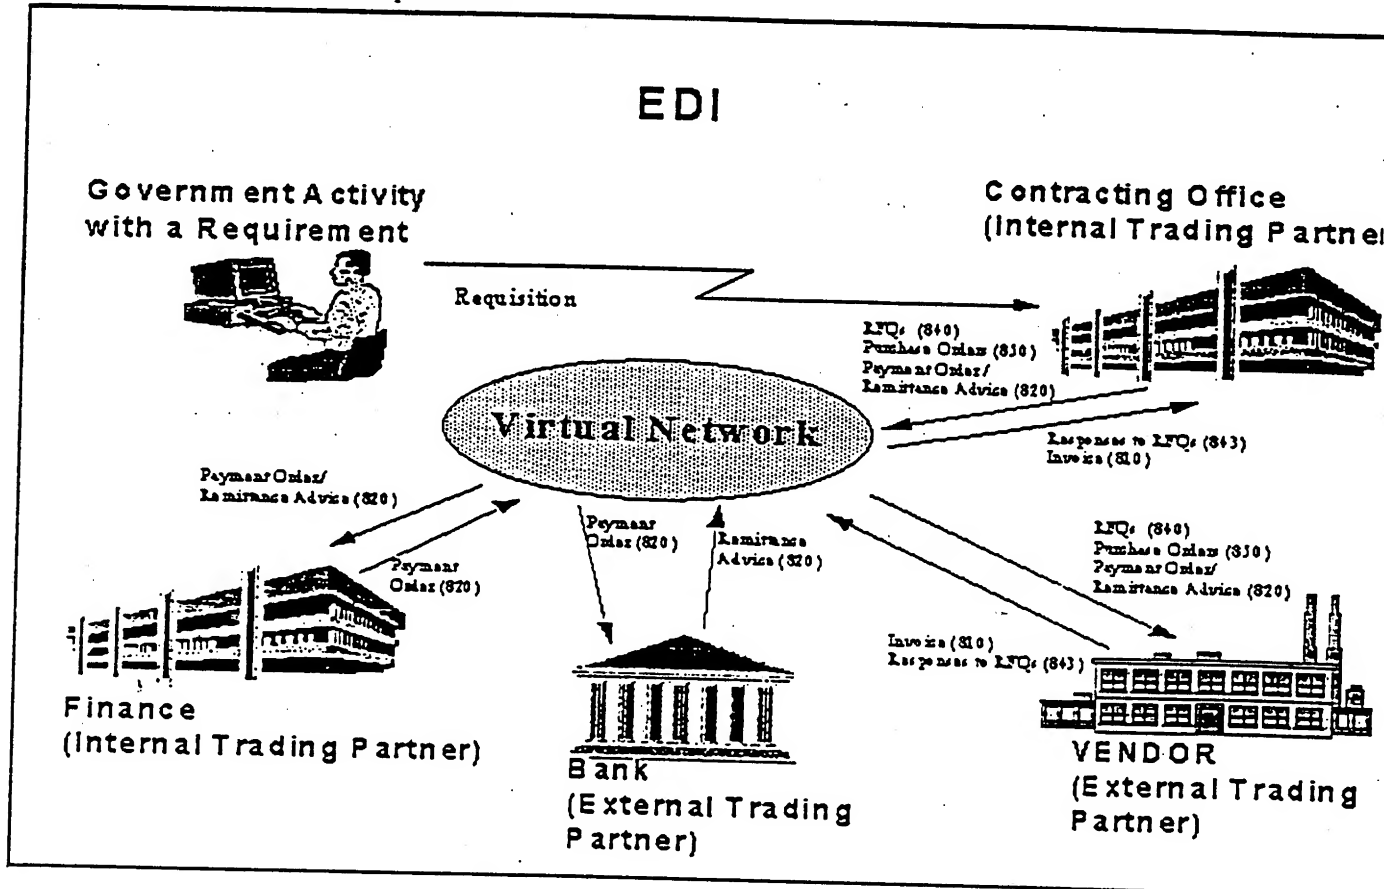 EDI
Government Activity
with a Requirement
Contracting Office
(Internal Trading Partne
Requisition
RFQs (840)
Purchase Orders (850)
Payment Order/
Remittance Advice (820)
Virtual Network
Responses to RFQs (843)
Invoice (810)
Payment Order/
Remittance Advice (820)
Payment
Order (820)
Remittance
Advice (820)
RFQs (840)
Purchase Orders (850)
Payment Order/
Remittance Advice (820)
Payment
Order (820)
Invoice (810)
Responses to RFQs (843)
Finance
(Internal Trading Partner)
Bank
(External Trading
Partner)
VENDOR
(External Trading
Partner)